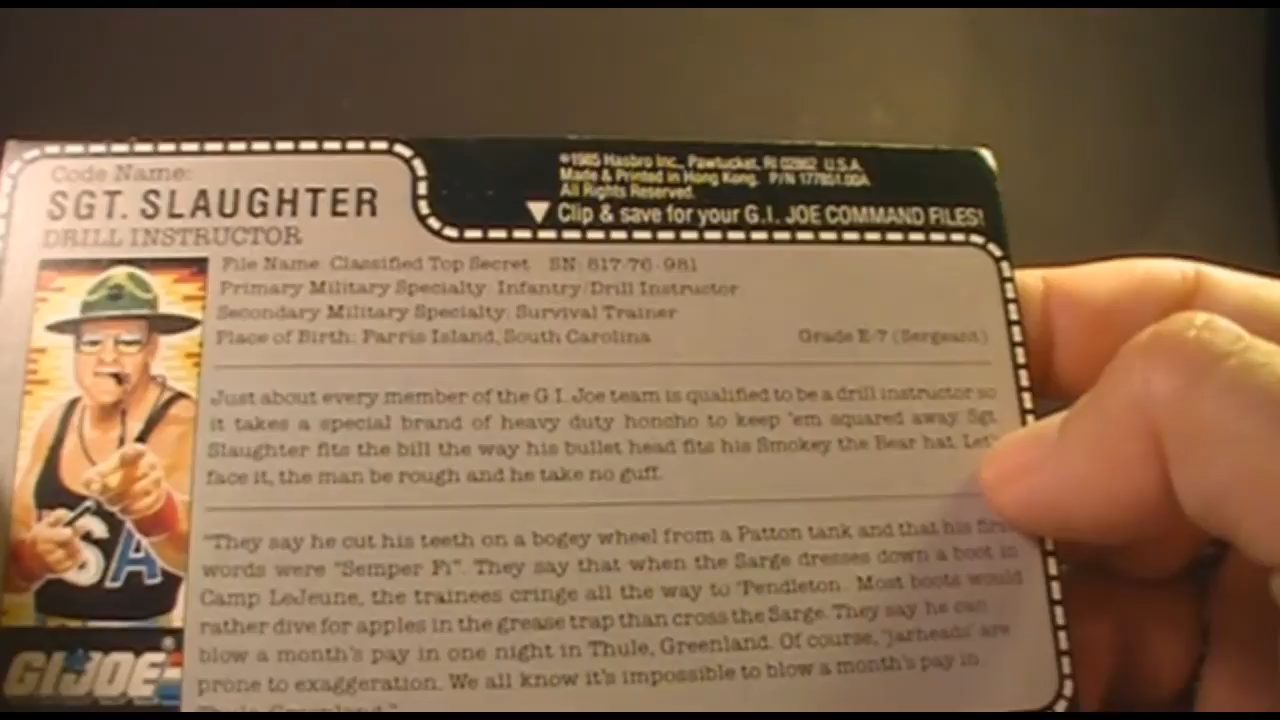 Code Name:
SGT. SLAUGHTER
DRILL INSTRUCTOR
©1985 Hasbro Inc., Pawtucket, RI 02862 U.S.A.
Made & Printed in Hong Kong. P/N 177851.00A
All Rights Reserved.
▼ Clip & save for your G.I. JOE COMMAND FILES!
File Name: Classified Top Secret SN: 817-76-981
Primary Military Specialty: Infantry/Drill Instructor
Secondary Military Specialty: Survival Trainer
Place of Birth: Parris Island, South Carolina Grade E-7 (Sergeant)
Just about every member of the G.I. Joe team is qualified to be a drill instructor so
it takes a special brand of heavy duty honcho to keep 'em squared away. Sgt.
Slaughter fits the bill the way his bullet head fits his Smokey the Bear hat. Let's
face it, the man be rough and he take no guff.
"They say he cut his teeth on a bogey wheel from a Patton tank and that his first
words were "Semper Fi". They say that when the Sarge dresses down a boot in
Camp LeJeune, the trainees cringe all the way to 'Pendleton. Most boots would
rather dive for apples in the grease trap than cross the Sarge. They say he can
blow a month's pay in one night in Thule, Greenland. Of course, 'jarheads' are
prone to exaggeration. We all know it's impossible to blow a month's pay in
Thule, Greenland."
SA
GI JOE